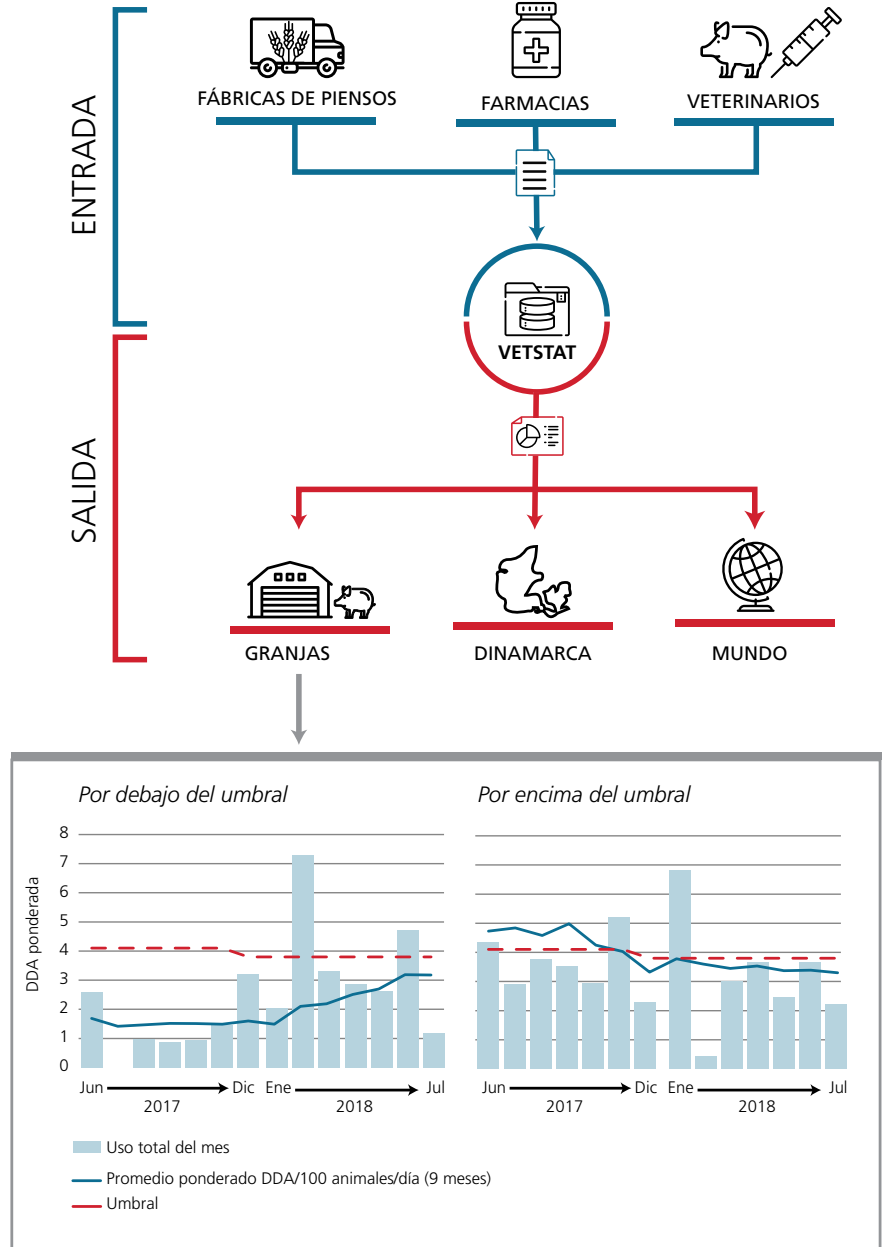 ENTRADA
FÁBRICAS DE PIENSOS
FARMACIAS
VETERINARIOS
VETSTAT
SALIDA
GRANJAS
DINAMARCA
MUNDO
Por debajo del umbral
Por encima del umbral
DDA ponderada
8
7
6
5
4
3
2
1
0
Jun
Dic
Ene
Jul
2017
2018
Jun
Dic
Ene
Jul
2017
2018
Uso total del mes
Promedio ponderado DDA/100 animales/día (9 meses)
Umbral